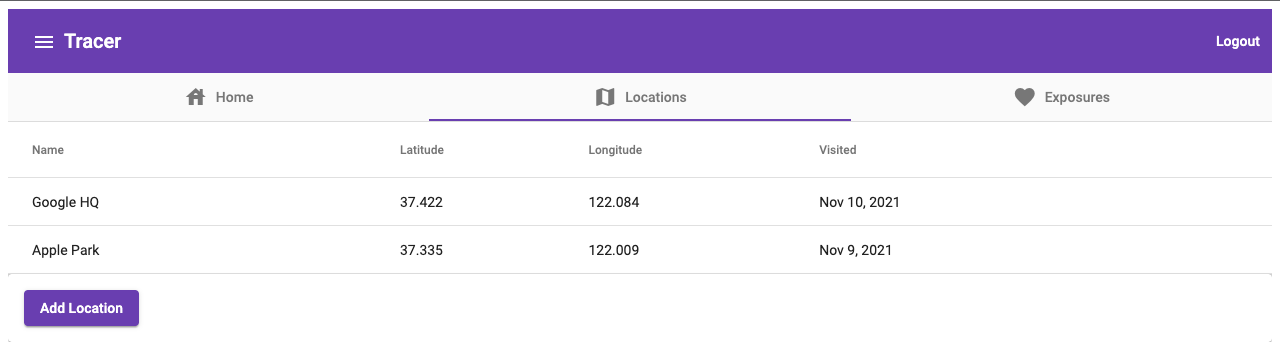 Tracer Logout
Home Locations Exposures
Name Latitude Longitude Visited
Google HQ 37.422 122.084 Nov 10, 2021
Apple Park 37.335 122.009 Nov 9, 2021
Add Location